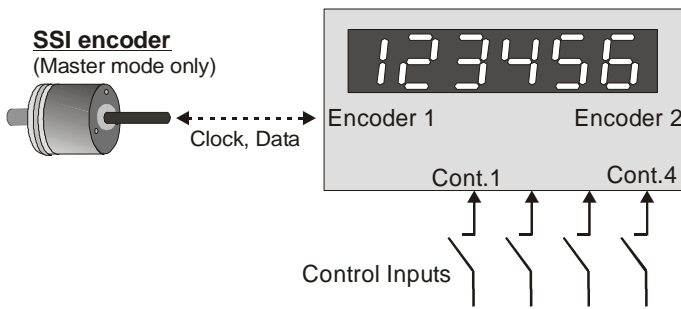 SSI encoder
(Master mode only)
123456
Encoder 1
Encoder 2
Clock, Data
Cont.1
Cont.4
Control Inputs